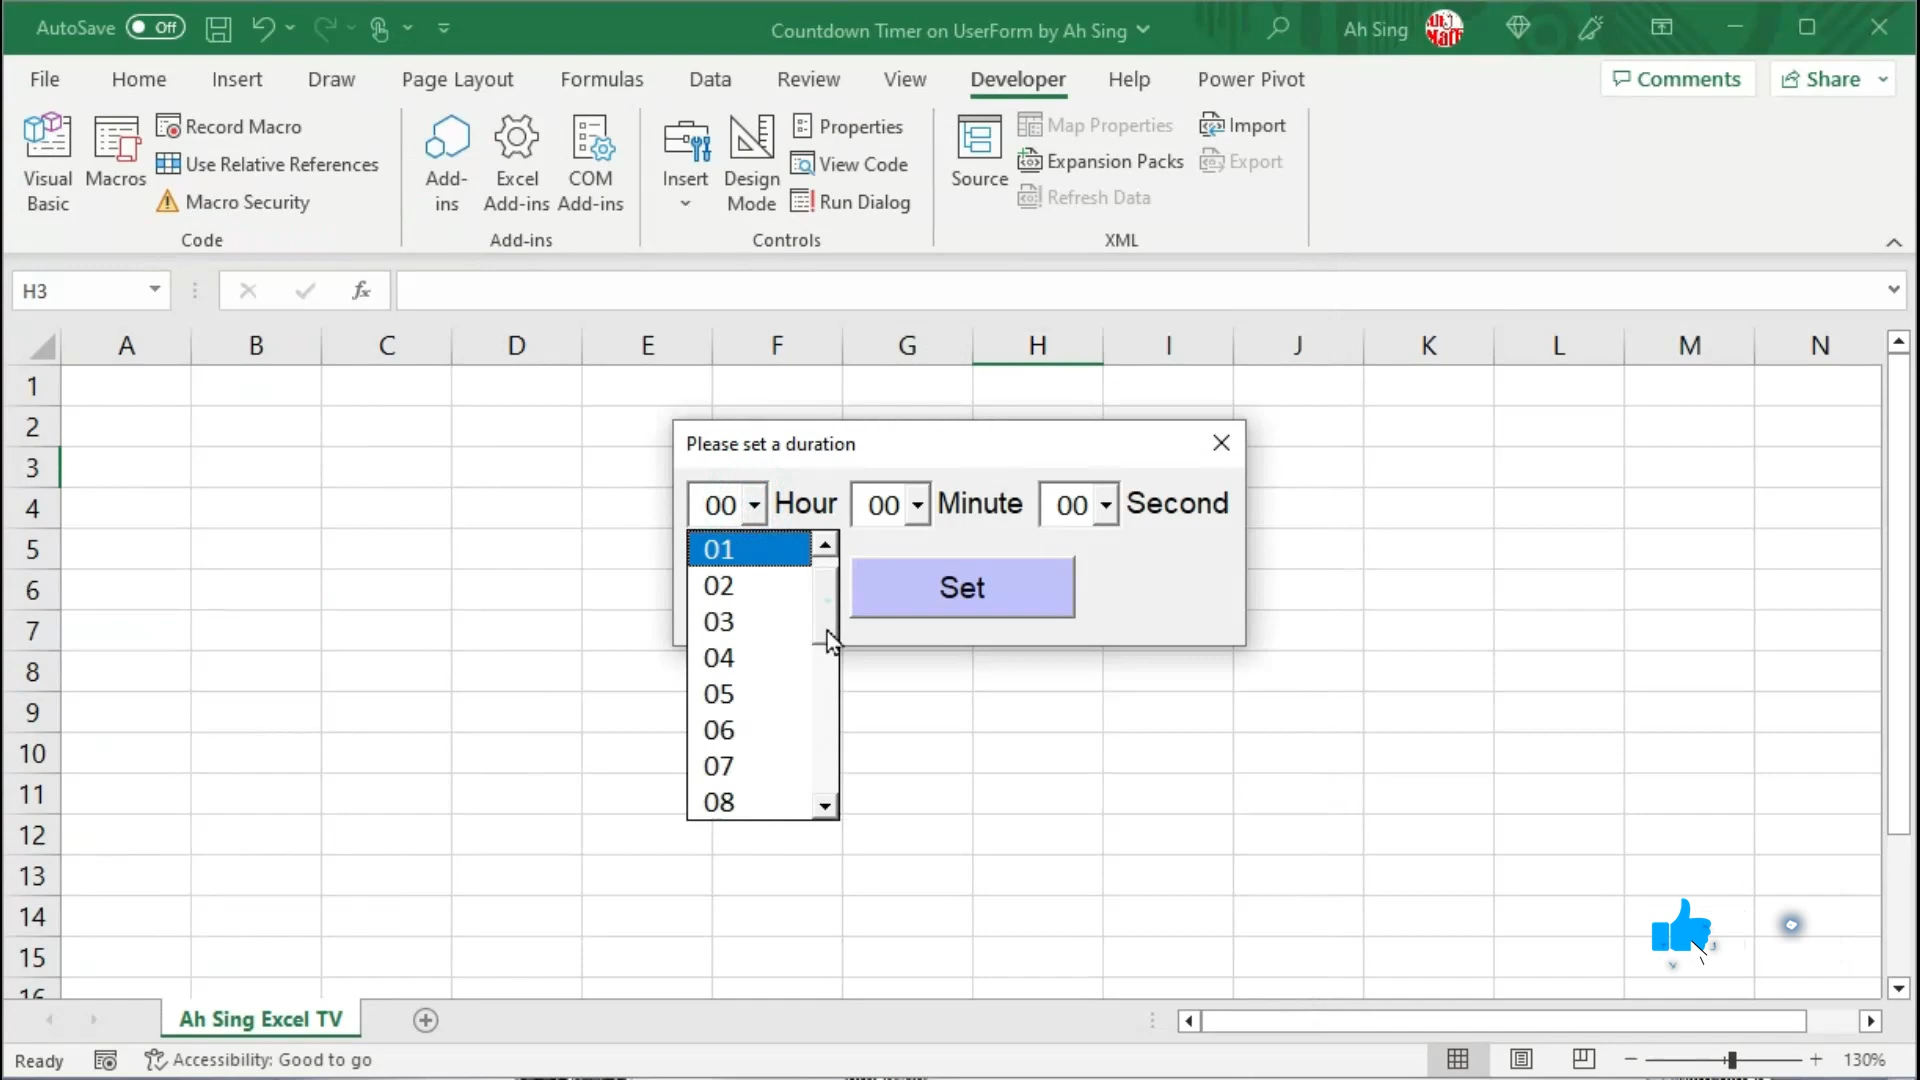 AutoSave Off
Countdown Timer on UserForm by Ah Sing
Ah Sing
File Home Insert Draw Page Layout Formulas Data Review View Developer Help Power Pivot
Comments Share
Visual Basic
Macros
Record Macro
Use Relative References
Macro Security
Code
Add-ins
Excel Add-ins
COM Add-ins
Add-ins
Insert
Design Mode
Properties
View Code
Run Dialog
Controls
Source
Map Properties
Expansion Packs
Refresh Data
Import
Export
XML
H3
fx
A B C D E F G H I J K L M N
1
2
3
4
5
6
7
8
9
10
11
12
13
14
15
16
Please set a duration
00 Hour 00 Minute 00 Second
01
02
03
04
05
06
07
08
Set
Ah Sing Excel TV
Ready
Accessibility: Good to go
130%